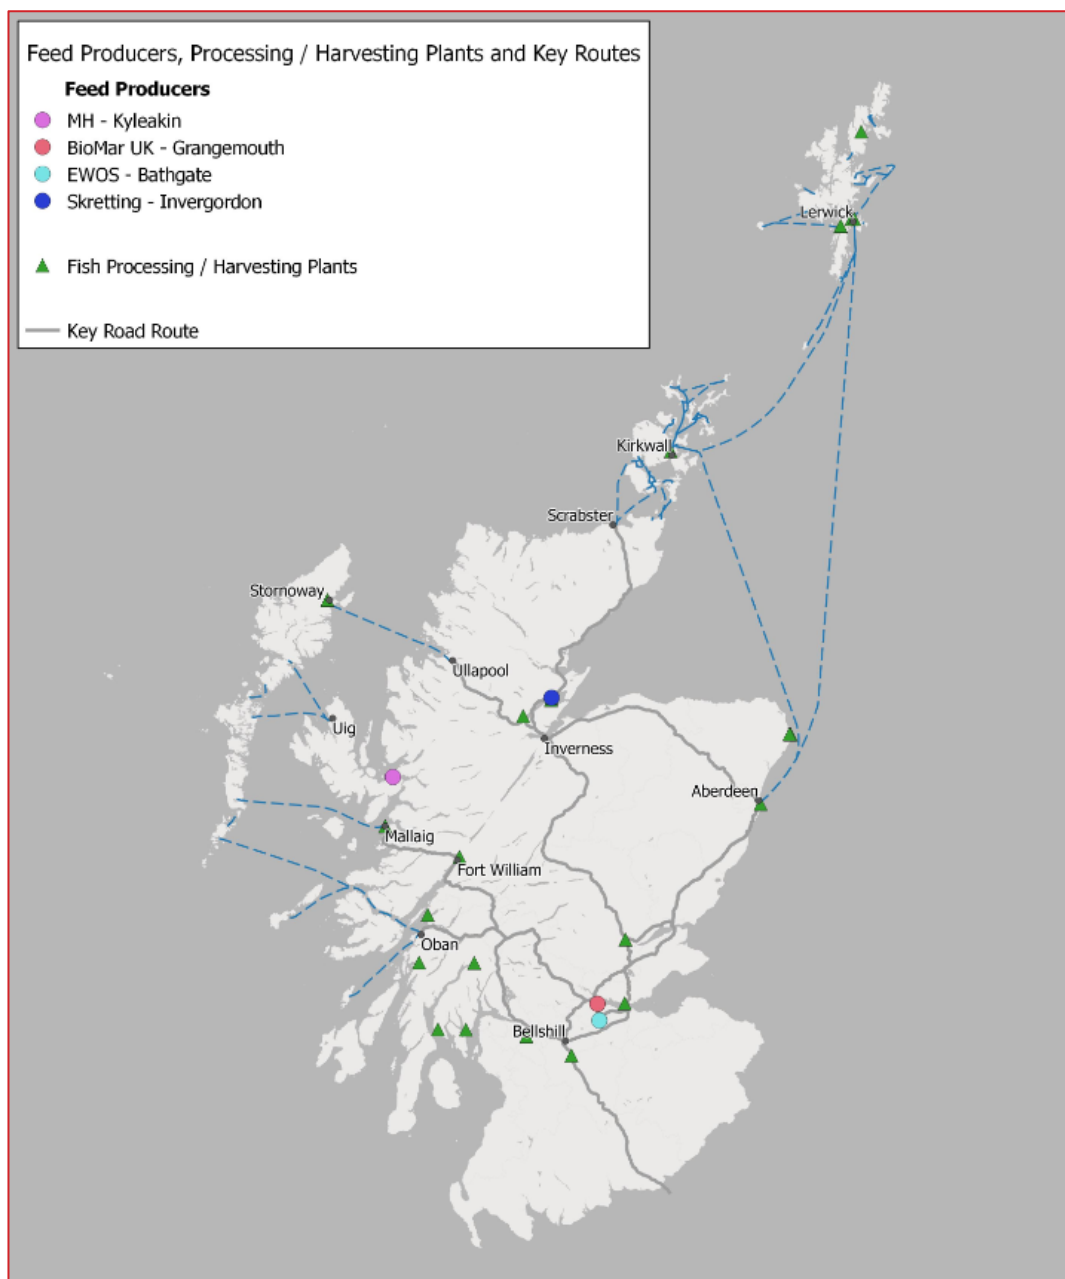 Feed Producers, Processing / Harvesting Plants and Key Routes
Feed Producers
MH - Kyleakin
BioMar UK - Grangemouth
EWOS - Bathgate
Skretting - Invergordon
Fish Processing / Harvesting Plants
Key Road Route
Lerwick
Kirkwall
Scrabster
Stornoway
Ullapool
Uig
Inverness
Aberdeen
Mallaig
Fort William
Oban
Bellshill